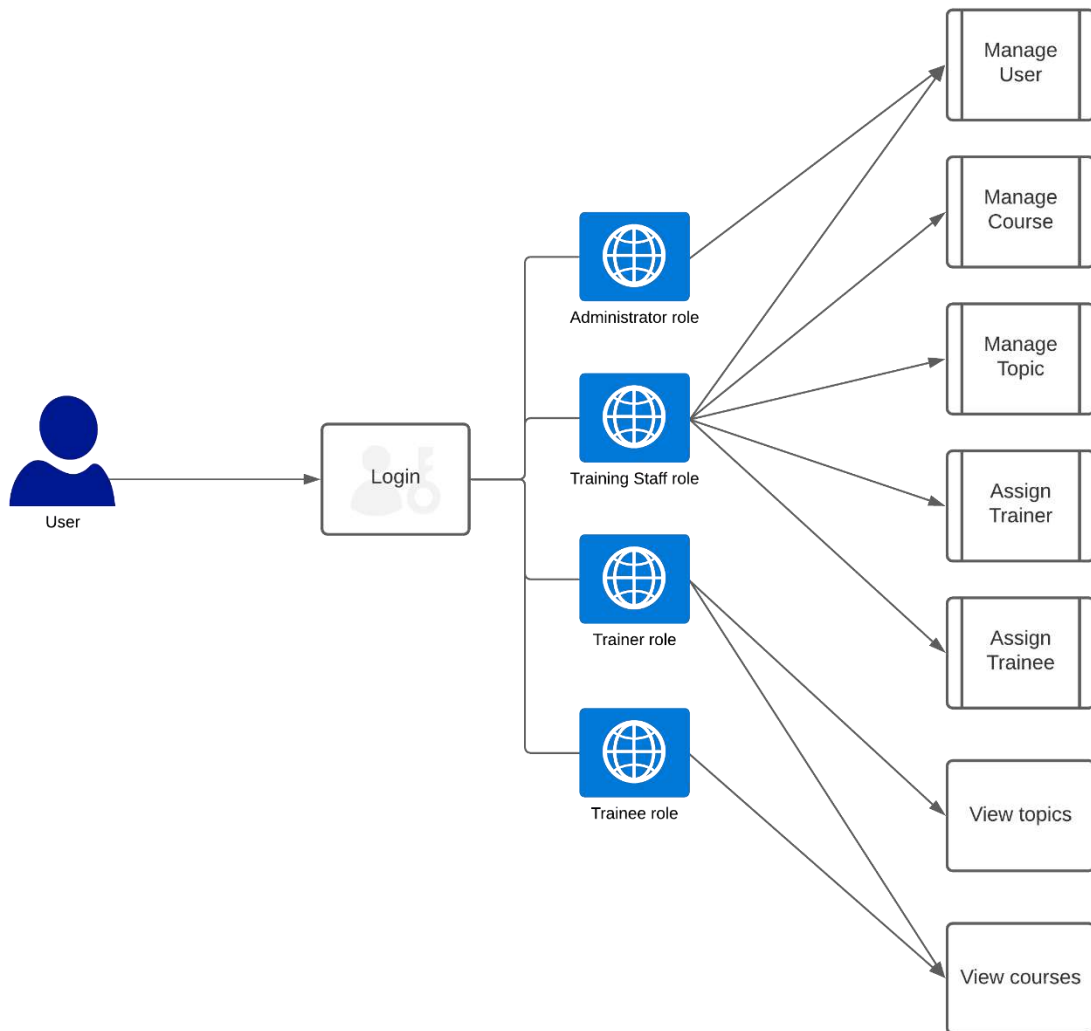 Manage
User
Manage
Course
Administrator role
Manage
Topic
Training Staff role
Login
User
Assign
Trainer
Trainer role
Assign
Trainee
Trainee role
View topics
View courses